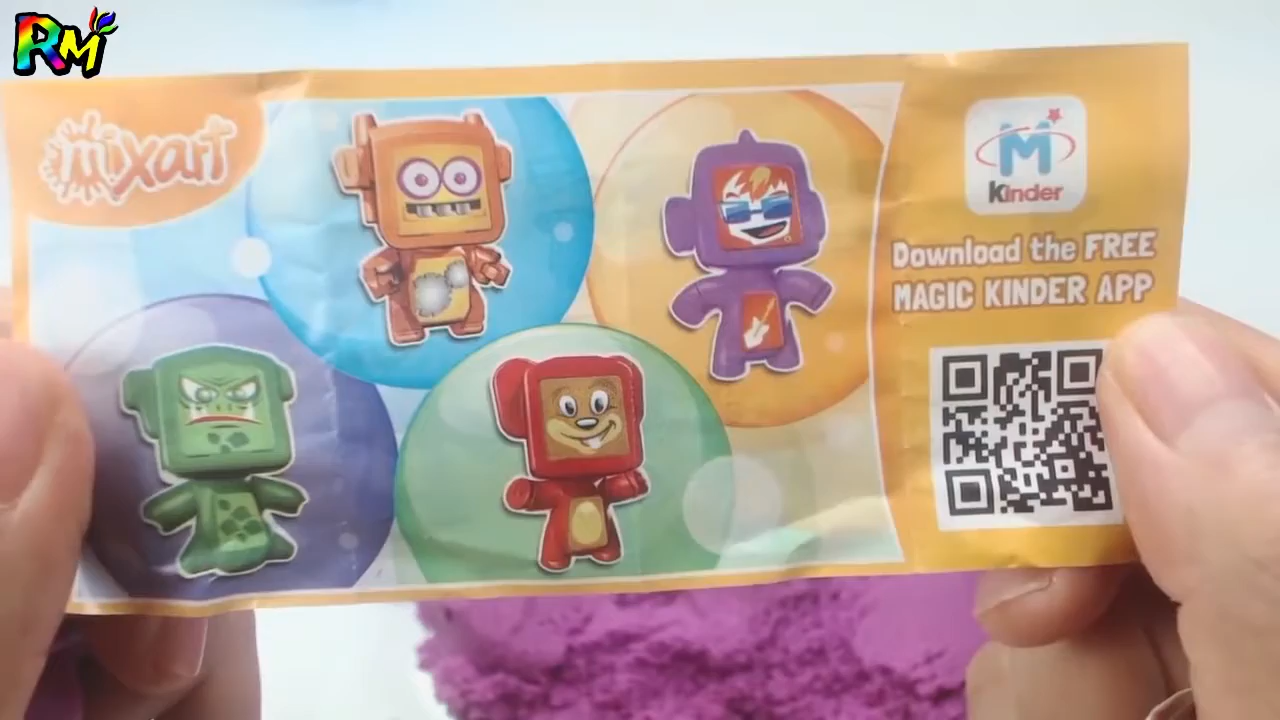 RM
mixart
M
Kinder
Download the FREE
MAGIC KINDER APP